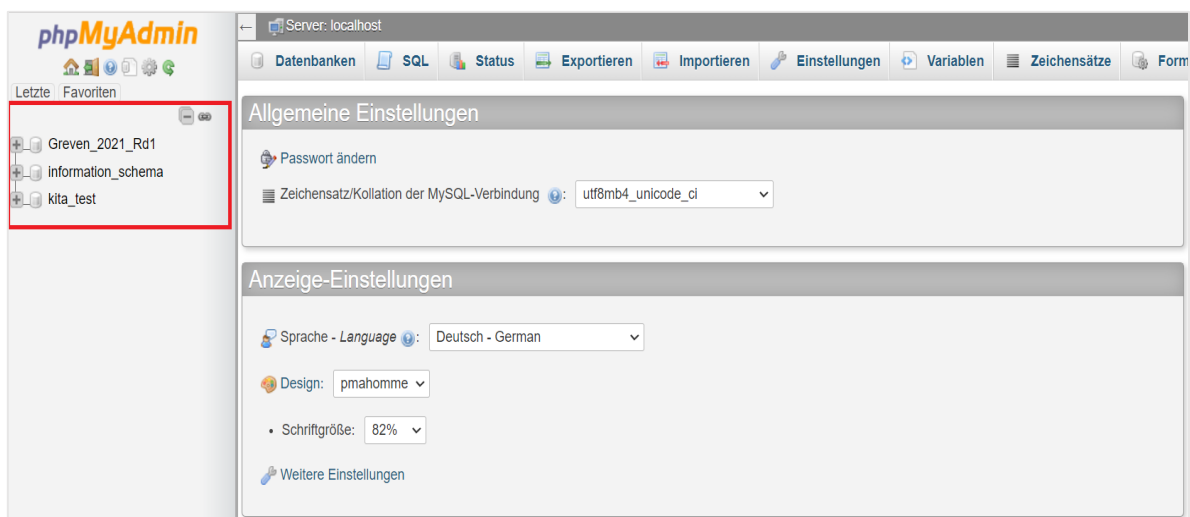 phpMyAdmin
Letzte Favoriten
Greven_2021_Rd1
information_schema
kita_test
Server: localhost
Datenbanken SQL Status Exportieren Importieren Einstellungen Variablen Zeichensätze Form
Allgemeine Einstellungen
Passwort ändern
Zeichensatz/Kollation der MySQL-Verbindung : utf8mb4_unicode_ci
Anzeige-Einstellungen
Sprache - Language : Deutsch - German
Design: pmahomme
• Schriftgröße: 82%
Weitere Einstellungen